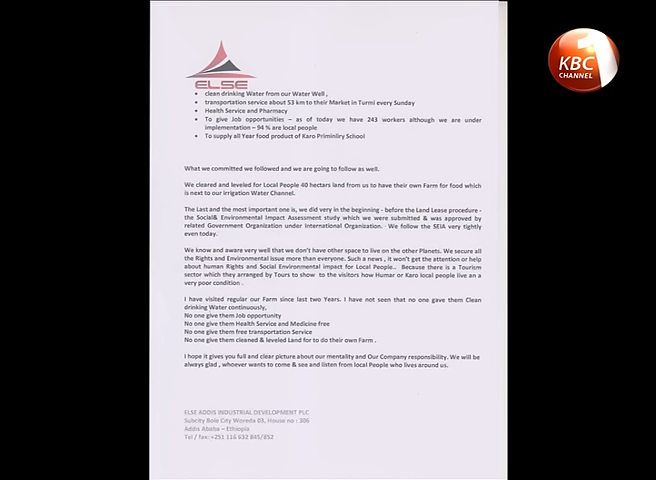 KBC 1
CHANNEL
ELSE
• clean drinking Water from our Water Well ,
• transportation service about 53 km to their Market in Turmi every Sunday
• Health Service and Pharmacy
• To give Job opportunities – as of today we have 243 workers although we are under
implementation – 94 % are local people
• To supply all Year food product of Karo Priminliry School
What we committed we followed and we are going to follow as well.
We cleared and leveled for Local People 40 hectars land from us to have their own Farm for food which
is next to our Irrigation Water Channel.
The Last and the most important one is, we did very in the beginning - before the Land Lease procedure -
the Social& Environmental Impact Assessment study which we were submitted & was approved by
related Government Organization under International Organization. We follow the SEIA very tightly
even today.
We know and aware very well that we don't have other space to live on the other Planets. We secure all
the Rights and Environmental issue more than everyone. Such a news , it won't get the attention or help
about human Rights and Social Environmental impact for Local People.. Because there is a Tourism
sector which they arranged by Tours to show to the visitors how Humar or Karo local people live an a
very poor condition .
I have visited regular our Farm since last two Years. I have not seen that no one gave them Clean
drinking Water continuously,
No one give them Job opportunity
No one give them Health Service and Medicine free
No one give them free transportation Service
No one give them cleaned & leveled Land for to do their own Farm .
I hope it gives you full and clear picture about our mentality and Our Company responsibility. We will be
always glad , whoever wants to come & see and listen from local People who lives around us.
ELSE ADDIS INDUSTRIAL DEVELOPMENT PLC
Subcity Bole City Woreda 03, House no : 306
Addis Ababa – Ethiopia
Tel / fax: +251 116 632 845/852